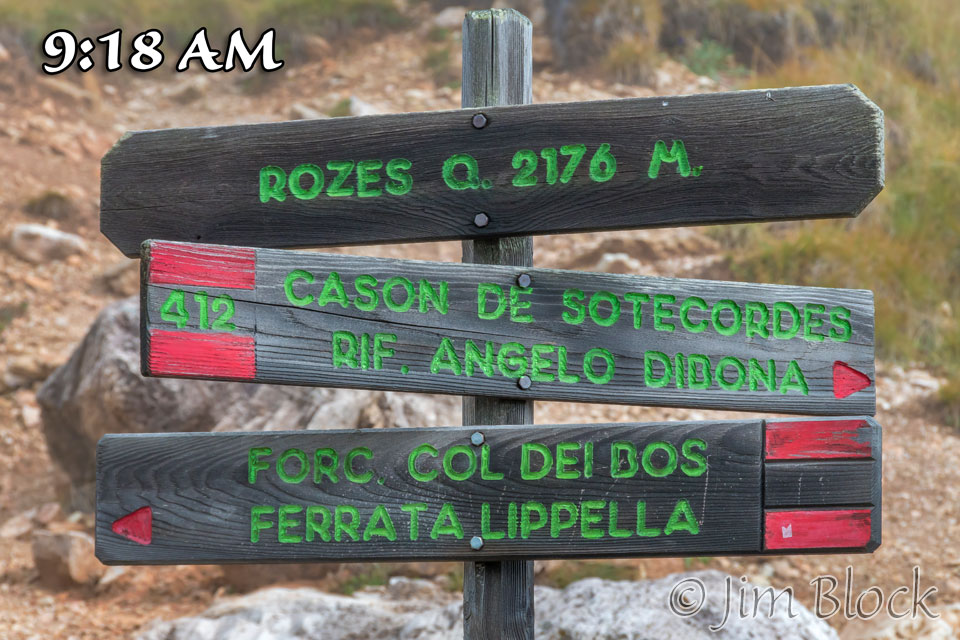 9:18 AM
ROZES Q. 2176 M.
412
CASON DE SOTECORDES
RIF. ANGELO DIBONA
FORC. COL DEI BOS
FERRATA LIPPELLA
© Jim Block